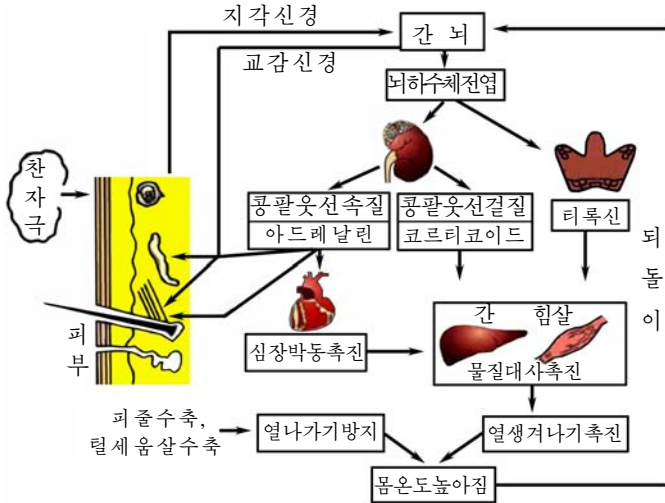 지각신경
간 뇌
교감신경
뇌하수체전엽
찬
자
극
콩팥웃선속질
아드레날린
콩팥웃선겉질
코르티코이드
티록신
되
돌
이
피
부
심장박동촉진
간 힘살
물질대사촉진
피줄수축,
털세움살수축
열나가기방지
열생겨나기촉진
몸온도높아짐